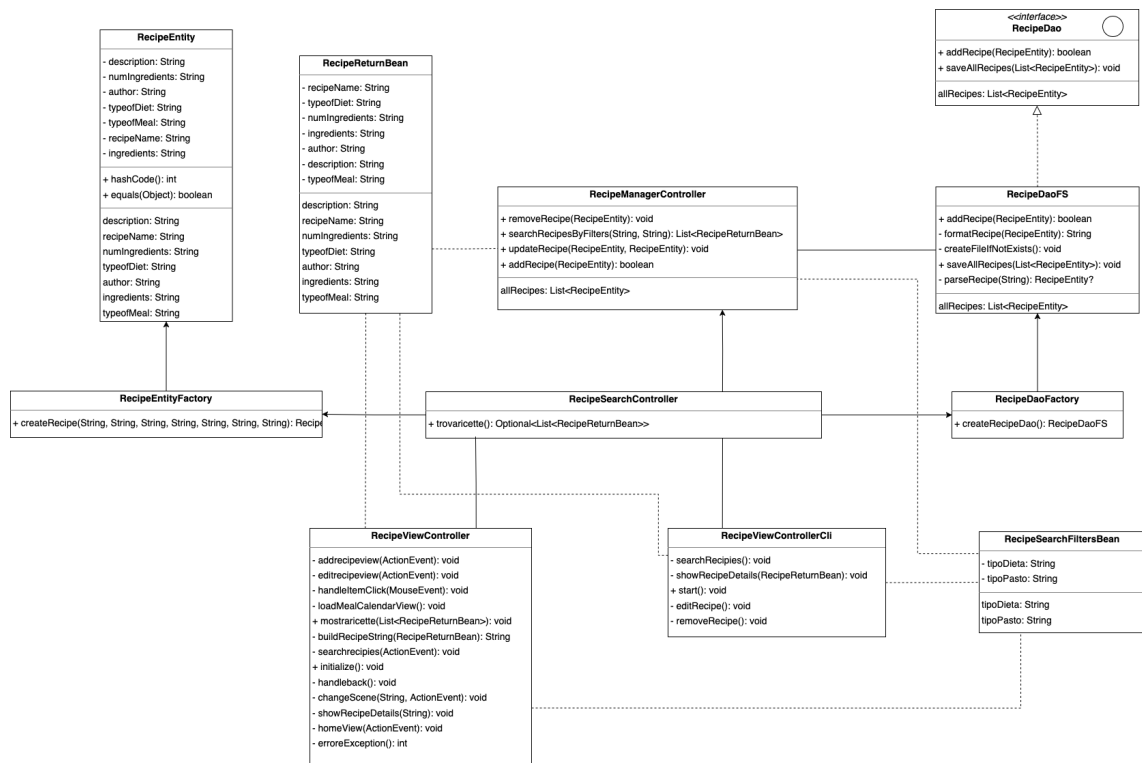 <<interface>>
RecipeDao
+ addRecipe(RecipeEntity): boolean
+ saveAllRecipes(List<RecipeEntity>): void
allRecipes: List<RecipeEntity>
RecipeEntity
- description: String
- numIngredients: String
- author: String
- typeofDiet: String
- typeofMeal: String
- recipeName: String
- ingredients: String
+ hashCode(): int
+ equals(Object): boolean
description: String
recipeName: String
numIngredients: String
typeofDiet: String
author: String
ingredients: String
typeofMeal: String
RecipeReturnBean
- recipeName: String
- typeofDiet: String
- numIngredients: String
- ingredients: String
- author: String
- description: String
- typeofMeal: String
description: String
recipeName: String
numIngredients: String
typeofDiet: String
author: String
ingredients: String
typeofMeal: String
RecipeManagerController
+ removeRecipe(RecipeEntity): void
+ searchRecipesByFilters(String, String): List<RecipeReturnBean>
+ updateRecipe(RecipeEntity, RecipeEntity): void
+ addRecipe(RecipeEntity): boolean
allRecipes: List<RecipeEntity>
RecipeDaoFS
+ addRecipe(RecipeEntity): boolean
- formatRecipe(RecipeEntity): String
- createFileIfNotExists(): void
+ saveAllRecipes(List<RecipeEntity>): void
- parseRecipe(String): RecipeEntity?
allRecipes: List<RecipeEntity>
RecipeEntityFactory
+ createRecipe(String, String, String, String, String, String, String): Recip
RecipeSearchController
+ trovaricette(): Optional<List<RecipeReturnBean>>
RecipeDaoFactory
+ createRecipeDao(): RecipeDaoFS
RecipeViewController
- addrecipeview(ActionEvent): void
- editrecipeview(ActionEvent): void
- handleItemClick(MouseEvent): void
- loadMealCalendarView(): void
+ mostraricette(List<RecipeReturnBean>): void
- buildRecipeString(RecipeReturnBean): String
- searchrecipies(ActionEvent): void
+ initialize(): void
- handleback(): void
- changeScene(String, ActionEvent): void
- showRecipeDetails(String): void
- homeView(ActionEvent): void
- erroreException(): int
RecipeViewControllerCli
- searchRecipies(): void
- showRecipeDetails(RecipeReturnBean): void
+ start(): void
- editRecipe(): void
- removeRecipe(): void
RecipeSearchFiltersBean
- tipoDieta: String
- tipoPasto: String
tipoDieta: String
tipoPasto: String